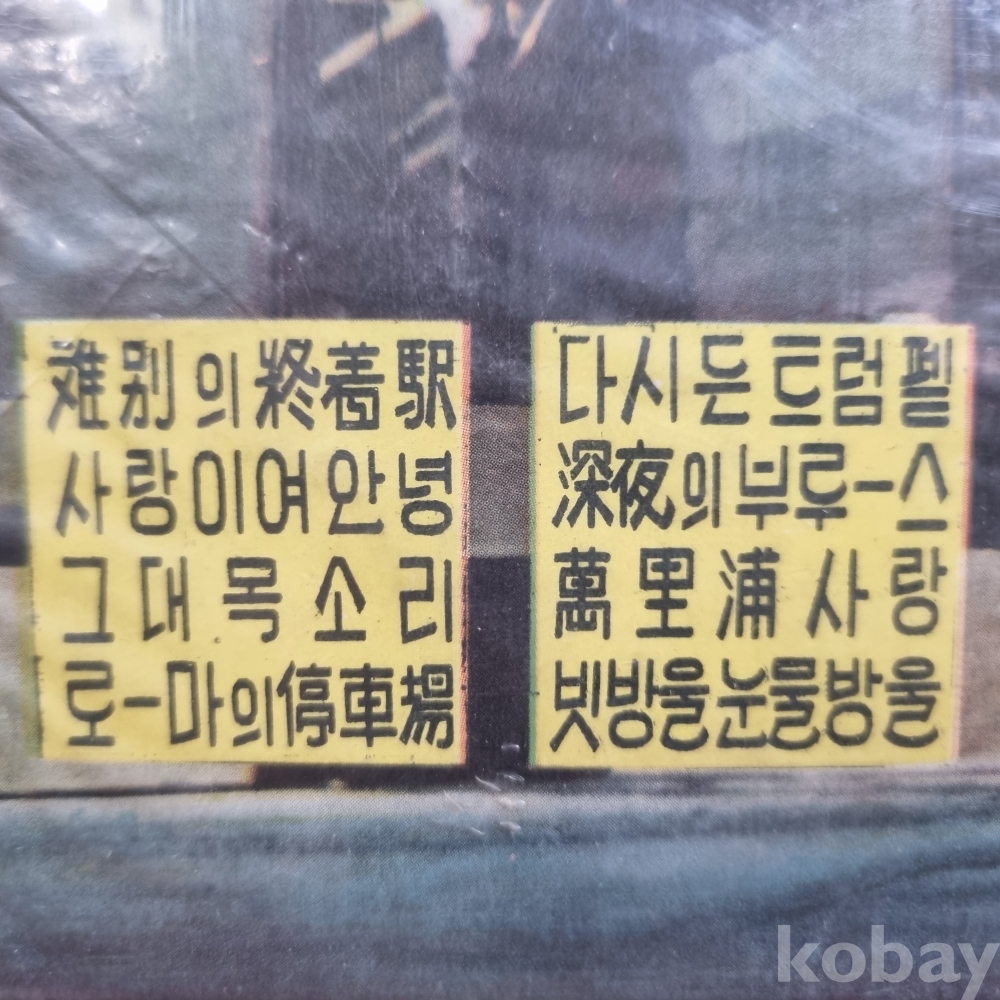 難別의終着駅
사랑이여안녕
그대목소리
로-마의停車場
다시든트럼펱
深夜의부루-스
萬里浦사랑
빗방울눈물방울
kobay